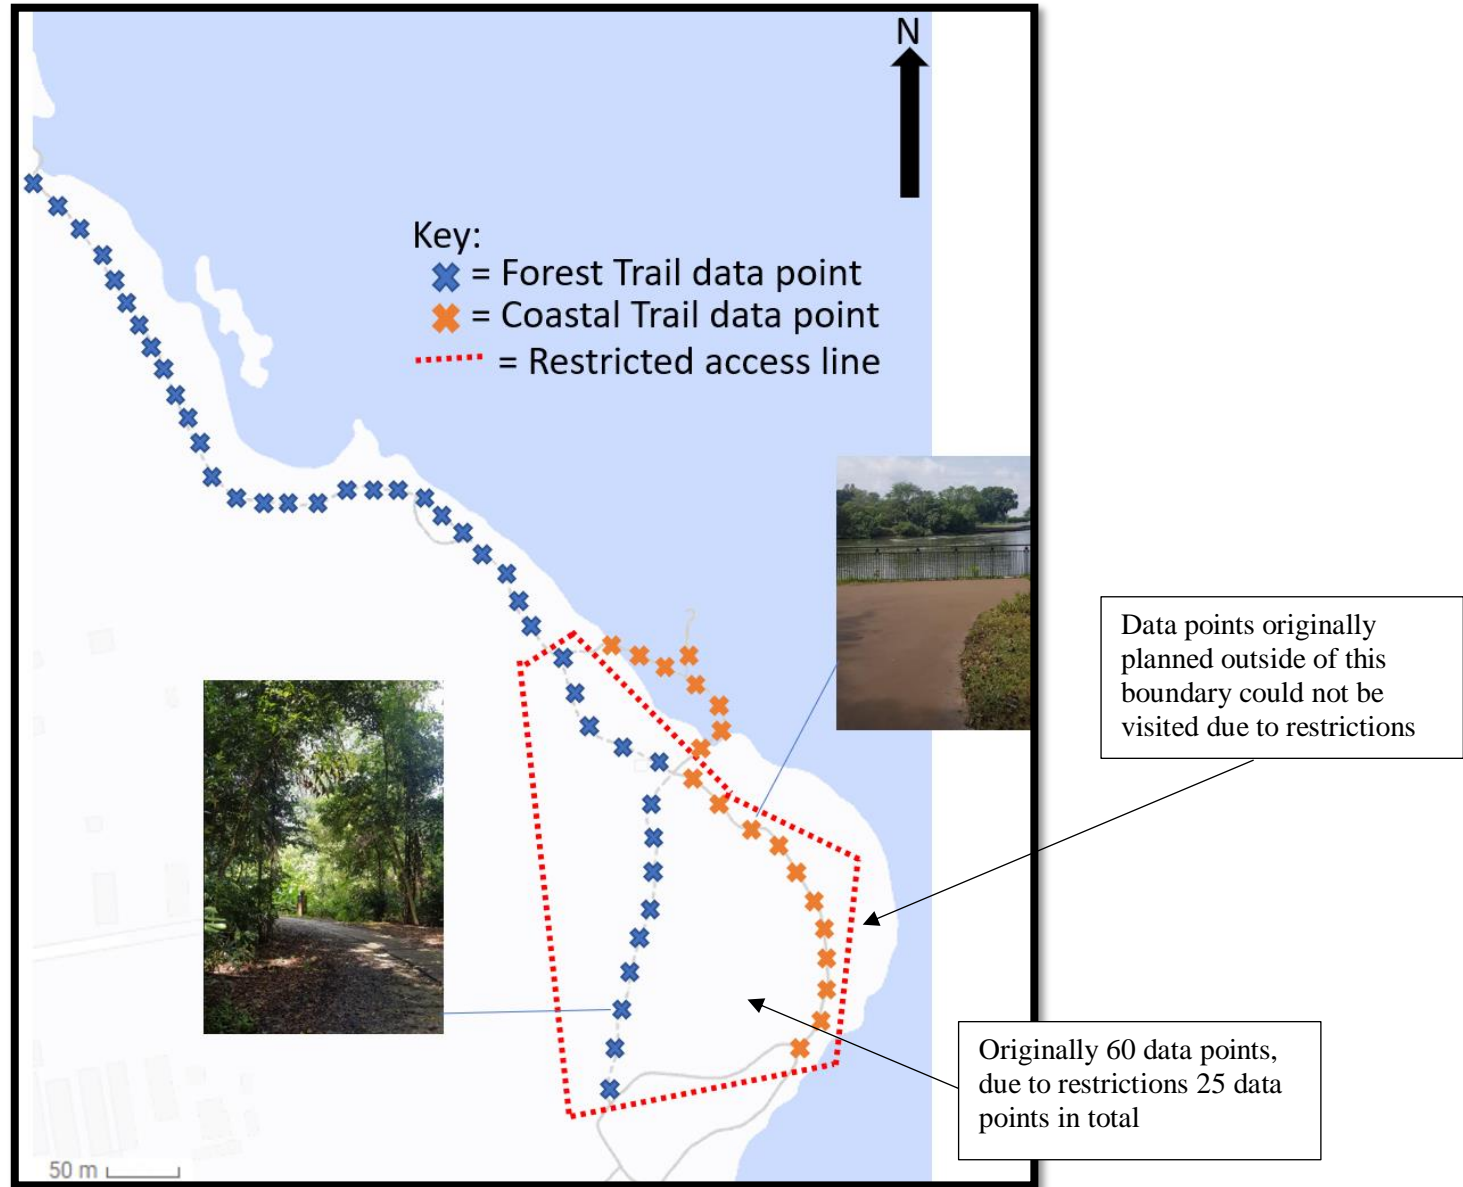 N
Key:
= Forest Trail data point
= Coastal Trail data point
= Restricted access line
Data points originally
planned outside of this
boundary could not be
visited due to restrictions
Originally 60 data points,
due to restrictions 25 data
points in total
50 m